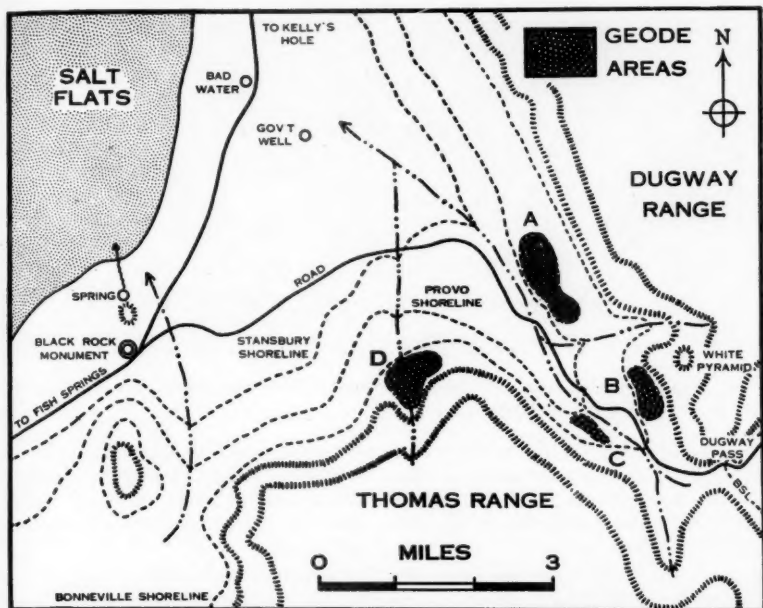 TO KELLY'S
HOLE
GEODE
AREAS
N
SALT
FLATS
BAD
WATER
GOV'T
WELL
DUGWAY
RANGE
A
SPRING
ROAD
PROVO
SHORELINE
BLACK ROCK
MONUMENT
STANSBURY
SHORELINE
D
WHITE
PYRAMID
B
TO FISH SPRINGS
C
DUGWAY
PASS
BSL
THOMAS RANGE
0 MILES 3
BONNEVILLE SHORELINE